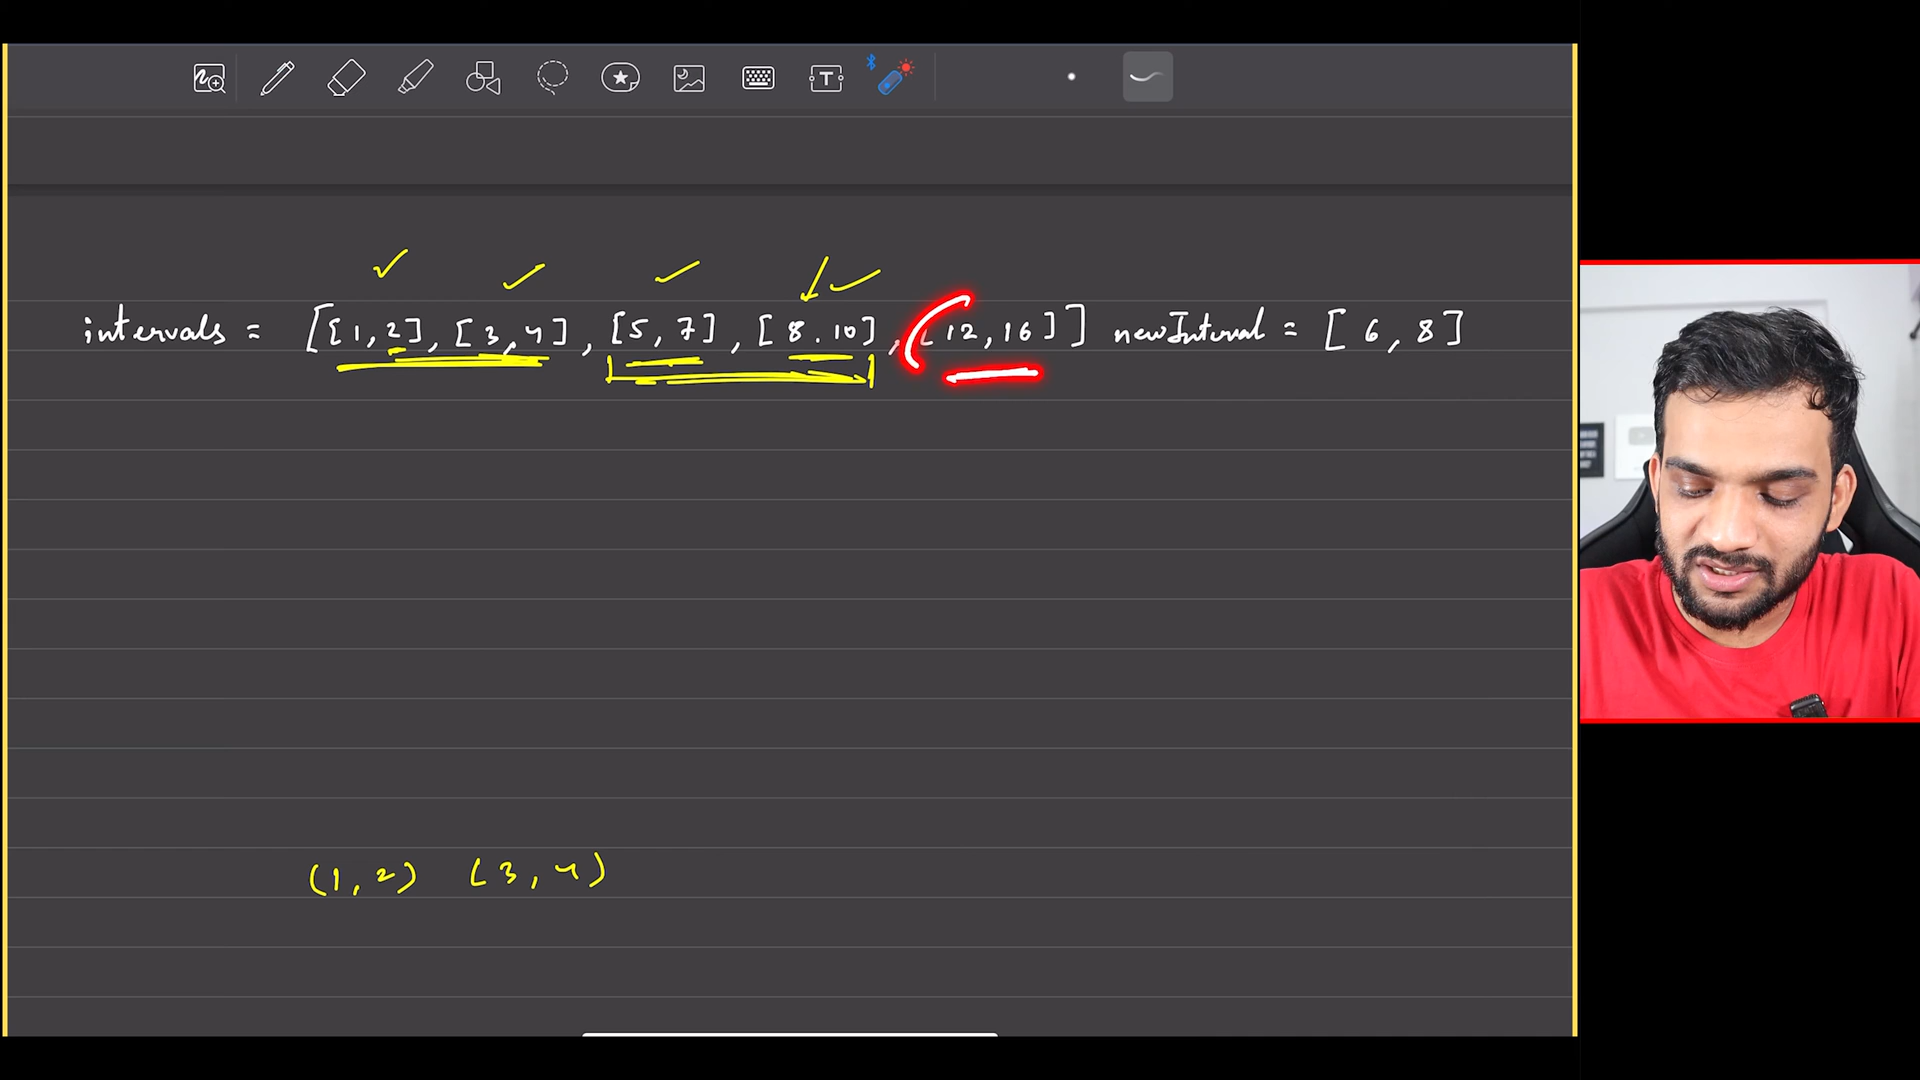 intervals = [[1,2], [3,4], [5,7], [8.10], [12,16]] newInterval = [6,8]
(1,2) (3,4)